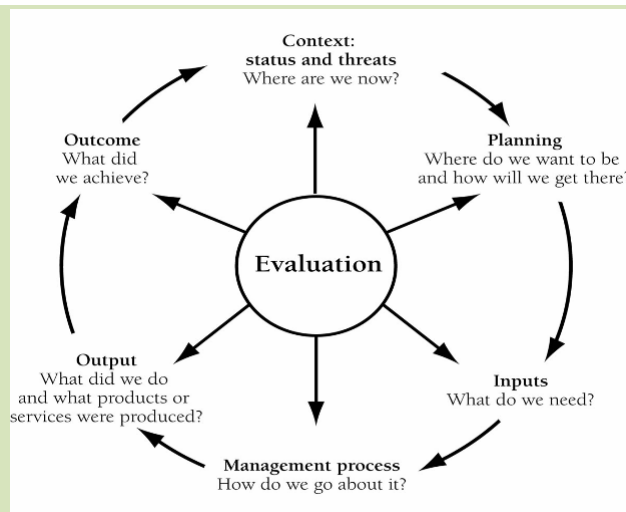 Context:
status and threats
Where are we now?
Planning
Where do we want to be
and how will we get there?
Inputs
What do we need?
Management process
How do we go about it?
Output
What did we do
and what products or
services were produced?
Outcome
What did
we achieve?
Evaluation